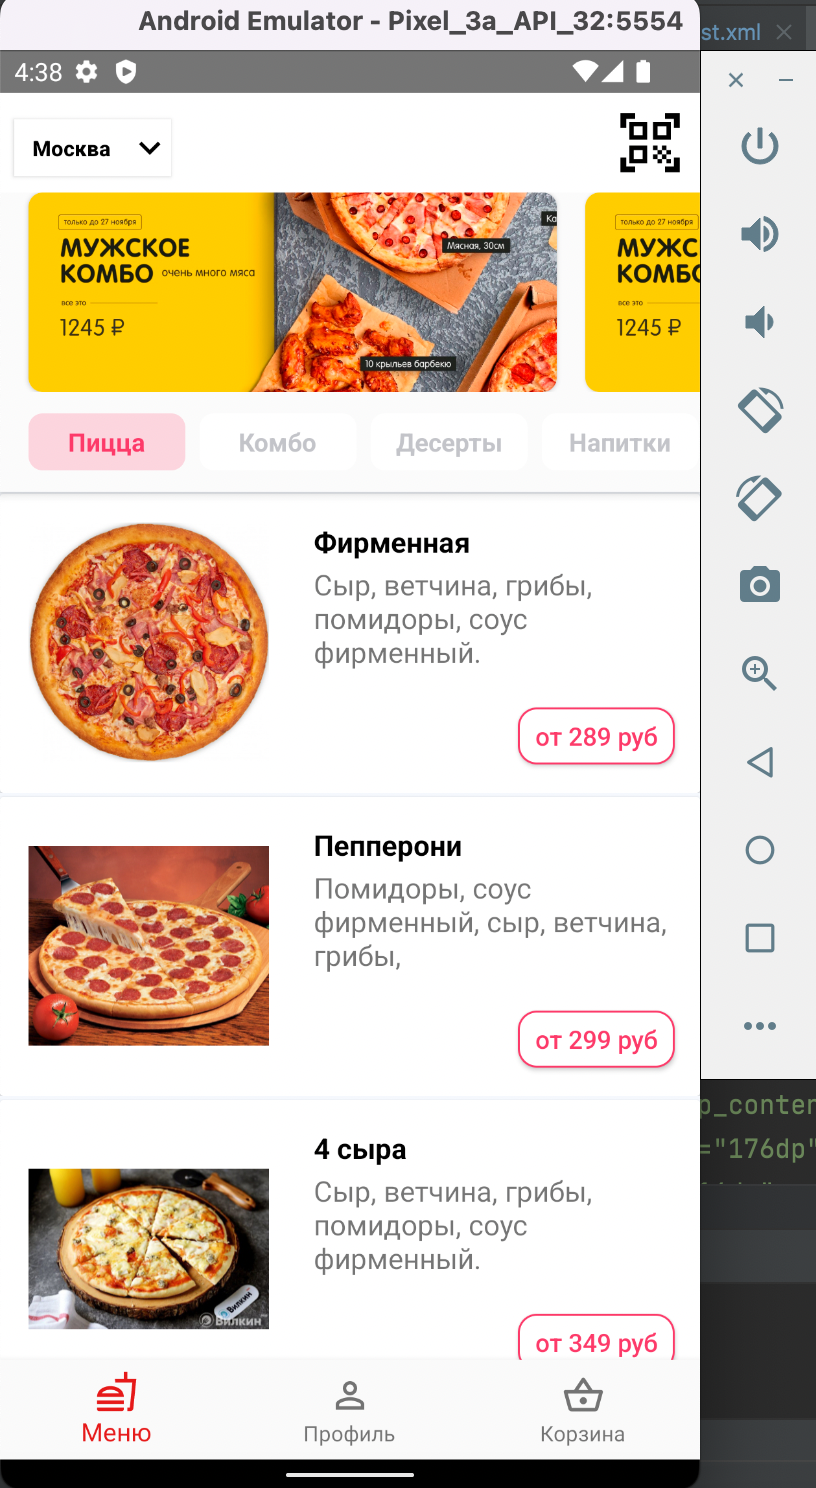 Android Emulator - Pixel_3a_API_32:5554
st.xml
4:38
Москва
только до 27 ноября
МУЖСКОЕ
КОМБО очень много мяса
все это
1245 ₽
Ка
Мясная, 30см
10 крыльев барбекю
только до 27 ноября
МУЖС
КОМБО
все это
1245 ₽
Пицца Комбо Десерты Напитки
Фирменная
Сыр, ветчина, грибы,
помидоры, соус
фирменный.
от 289 руб
Пепперони
Помидоры, соус
фирменный, сыр, ветчина,
грибы,
от 299 руб
4 сыра
Сыр, ветчина, грибы,
помидоры, соус
фирменный.
Вилкин
Вилкин
от 349 руб
p_conten
="176dp"
Меню Профиль Корзина